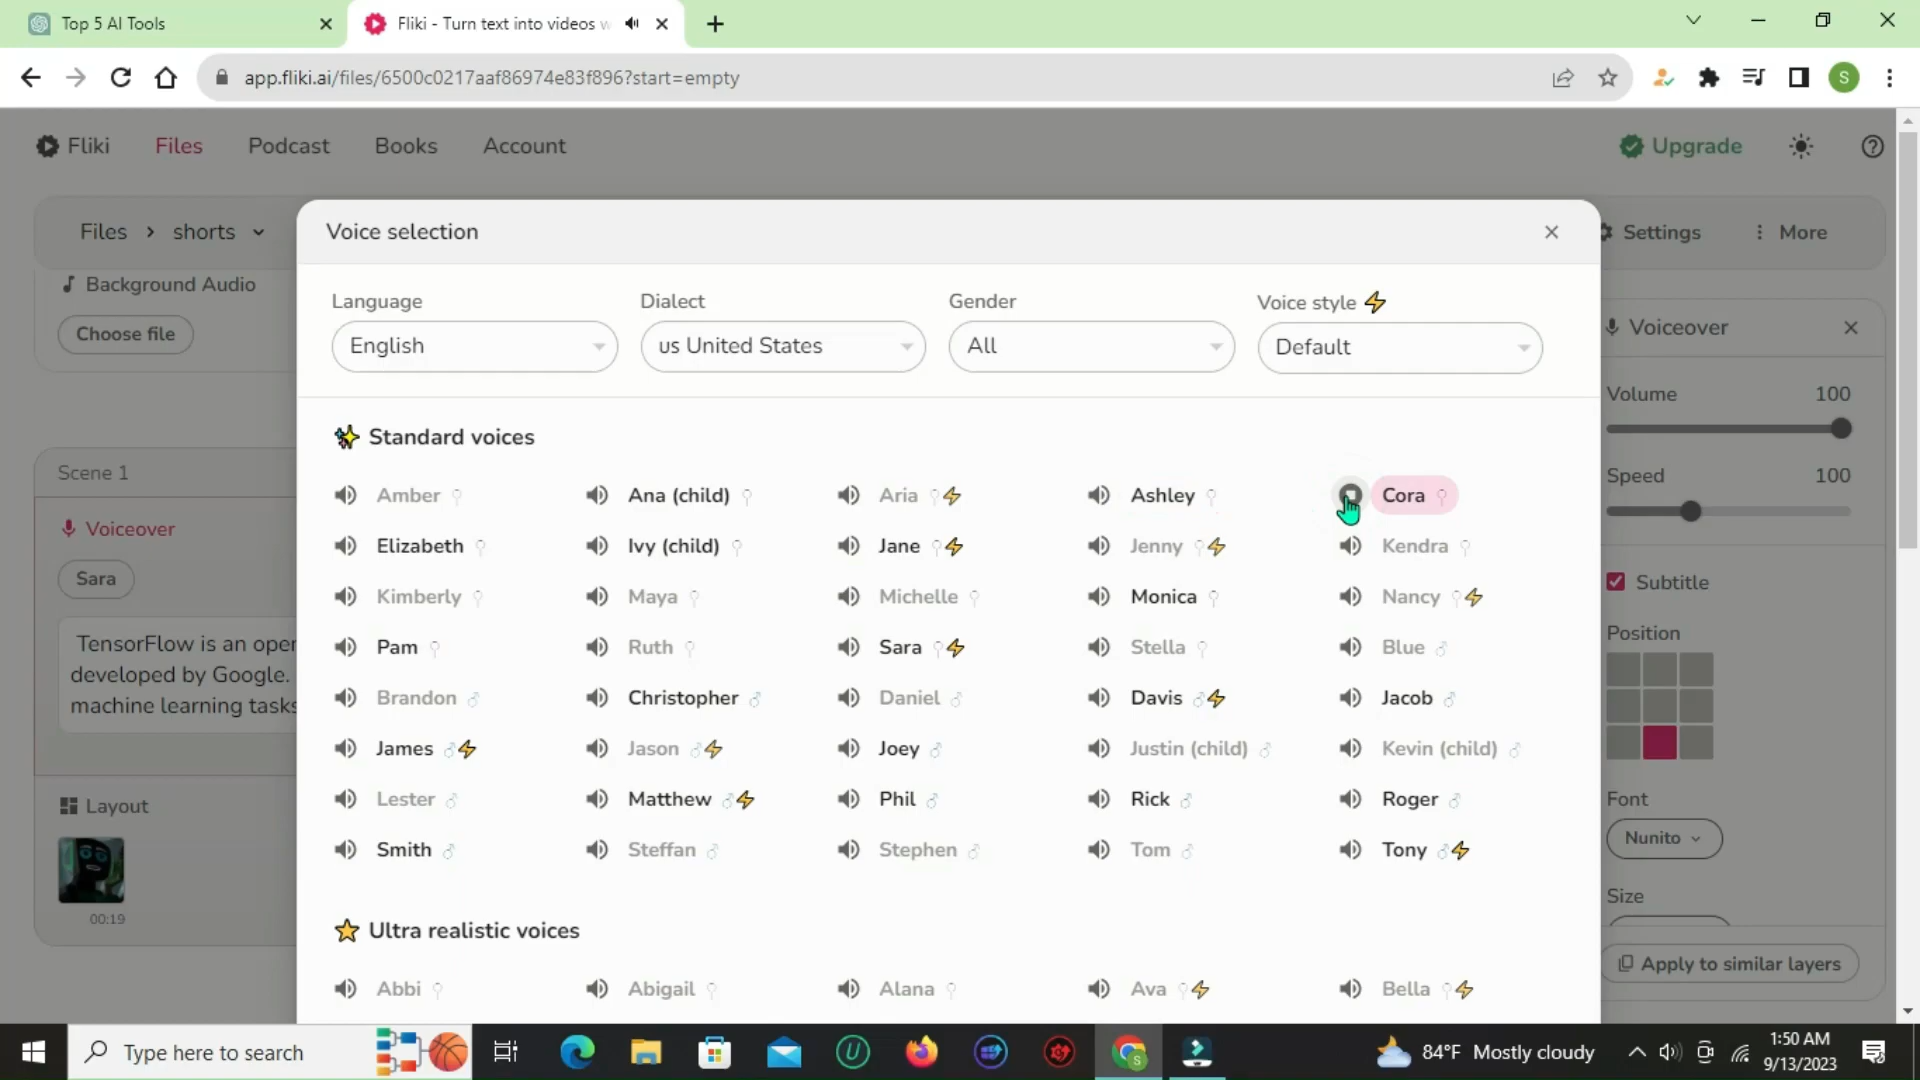 Top 5 AI Tools
Fliki - Turn text into videos w
app.fliki.ai/files/6500c0217aaf86974e83f896?start=empty
S
Fliki
Files
Podcast
Books
Account
Upgrade
Files > shorts
Settings
More
Background Audio
Choose file
Voice selection
Language
Dialect
Gender
Voice style
English
us United States
All
Default
Standard voices
Amber
Ana (child)
Aria
Ashley
Cora
Elizabeth
Ivy (child)
Jane
Jenny
Kendra
Kimberly
Maya
Michelle
Monica
Nancy
Pam
Ruth
Sara
Stella
Blue
Brandon
Christopher
Daniel
Davis
Jacob
James
Jason
Joey
Justin (child)
Kevin (child)
Lester
Matthew
Phil
Rick
Roger
Smith
Steffan
Stephen
Tom
Tony
Ultra realistic voices
Abbi
Abigail
Alana
Ava
Bella
Scene 1
Voiceover
Sara
TensorFlow is an oper
developed by Google.
machine learning tasks
Layout
00:19
Voiceover
Volume
100
Speed
100
Subtitle
Position
Font
Nunito
Size
Apply to similar layers
Type here to search
84°F Mostly cloudy
1:50 AM
9/13/2023